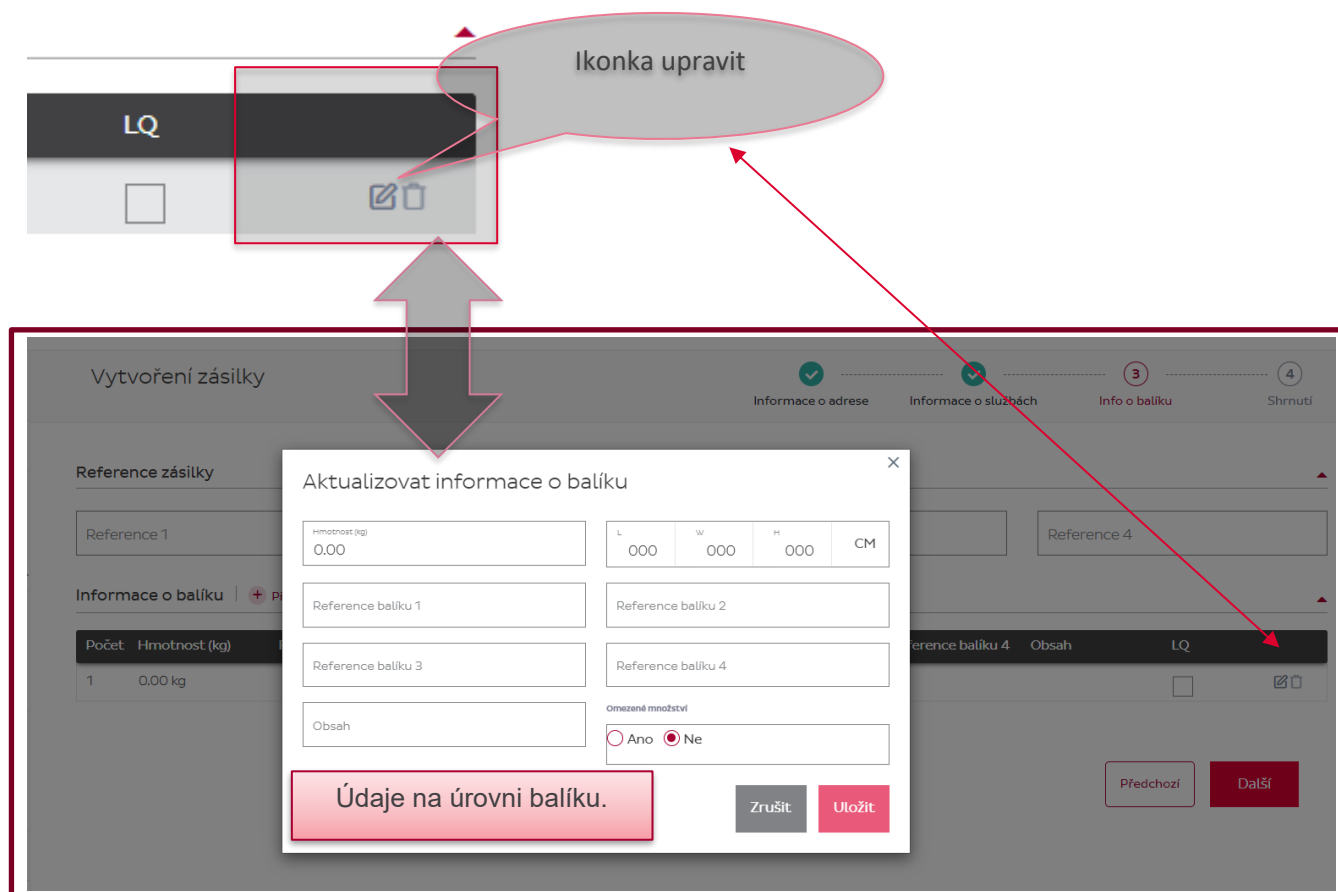 Ikonka upravit
LQ
Vytvoření zásilky
3
4
Informace o adrese
Informace o službách
Info o balíku
Shrnutí
Reference zásilky
Reference 1
Reference 4
Informace o balíku
Počet Hmotnost (kg)
ference balíku 4 Obsah LQ
1 0.00 kg
Aktualizovat informace o balíku
Hmotnost (kg)
0.00
L W H
000 000 000 CM
Reference balíku 1
Reference balíku 2
Reference balíku 3
Reference balíku 4
Obsah
Omezené množství
Ano Ne
Údaje na úrovni balíku.
Zrušit
Uložit
Předchozí
Další